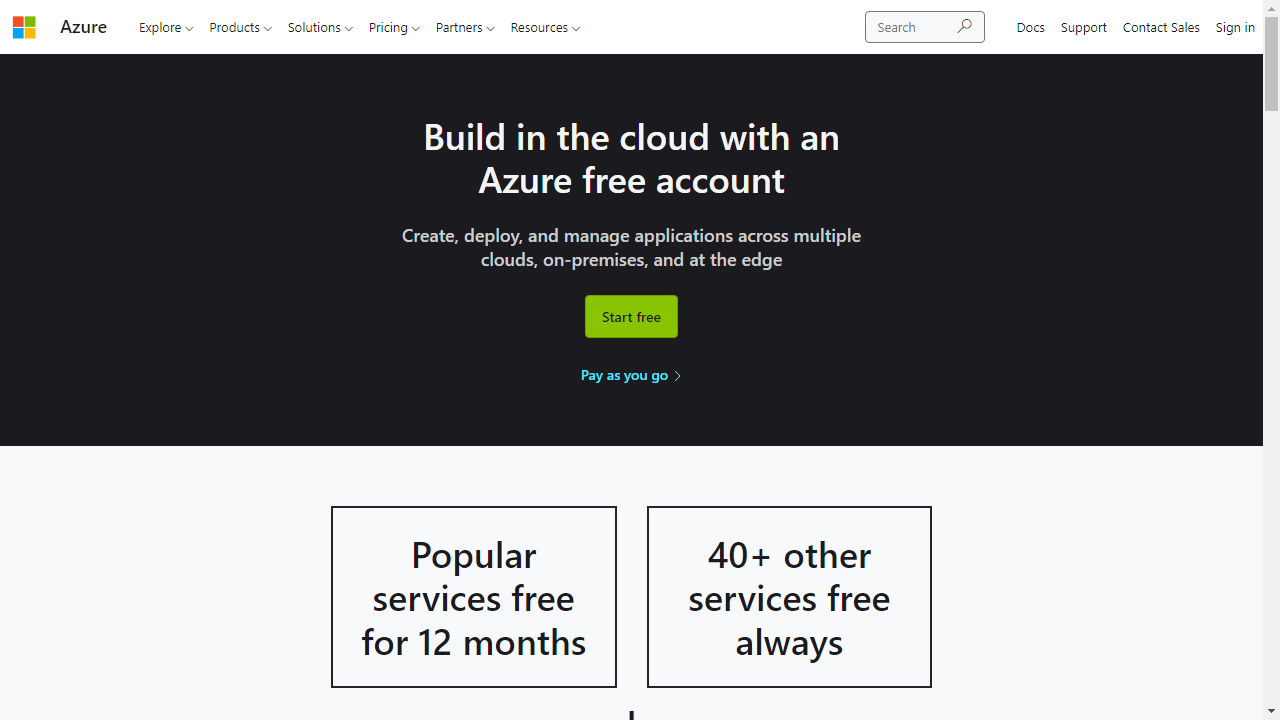 Azure
Explore
Products
Solutions
Pricing
Partners
Resources
Search
Docs
Support
Contact Sales
Sign in
Build in the cloud with an
Azure free account
Create, deploy, and manage applications across multiple
clouds, on-premises, and at the edge
Start free
Pay as you go
Popular
services free
for 12 months
40+ other
services free
always